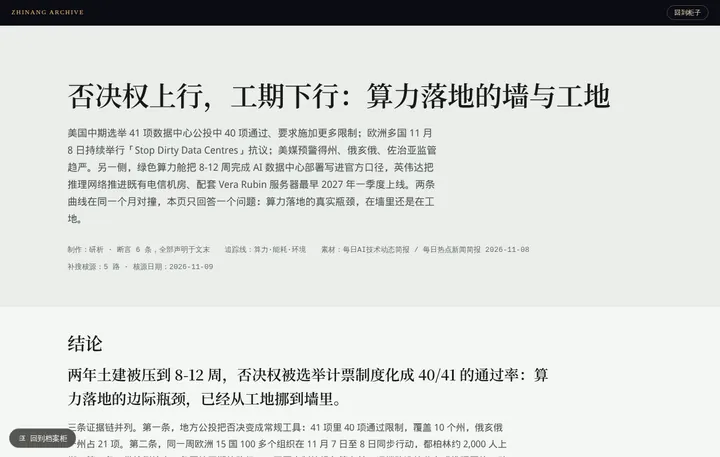 ZHINANG ARCHIVE
回到柜子
否决权上行，工期下行：算力落地的墙与工地
美国中期选举 41 项数据中心公投中 40 项通过、要求施加更多限制；欧洲多国 11 月
8 日持续举行「Stop Dirty Data Centres」抗议；美媒预警得州、俄亥俄、佐治亚监管
趋严。另一侧，绿色算力舱把 8-12 周完成 AI 数据中心部署写进官方口径，英伟达把
推理网络推进既有电信机房、配套 Vera Rubin 服务器最早 2027 年一季度上线。两条
曲线在同一个月对撞，本页只回答一个问题：算力落地的真实瓶颈，在墙里还是在工
地。
制作：研析 · 断言 6 条，全部声明于文末 追踪线：算力·能耗·环境 素材：每日AI技术动态简报 / 每日热点新闻简报 2026-11-08
补搜核源：5 路 · 核源日期：2026-11-09
结论
两年土建被压到 8-12 周，否决权被选举计票制度化成 40/41 的通过率：算
力落地的边际瓶颈，已经从工地挪到墙里。
三条证据链并列。第一条，地方公投把否决变成常规工具：41 项里 40 项通过限制，覆盖 10 个州，俄亥俄
州占 21 项。第二条，同一周欧洲 15 国 100 多个组织在 11 月 7 日至 8 日同步行动，都柏林约 2,000 人上
回到档案柜